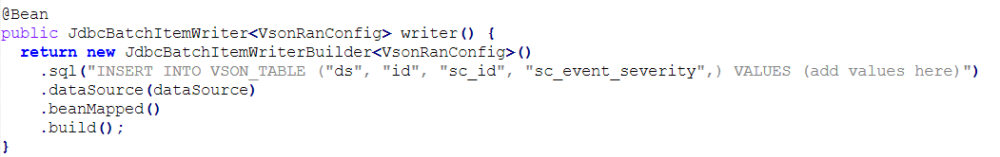 @Bean
public JdbcBatchItemWriter<VsonRanConfig> writer() {
  return new JdbcBatchItemWriterBuilder<VsonRanConfig>()
    .sql("INSERT INTO VSON_TABLE ("ds", "id", "sc_id", "sc_event_severity",) VALUES (add values here)")
    .dataSource(dataSource)
    .beanMapped()
    .build();
}